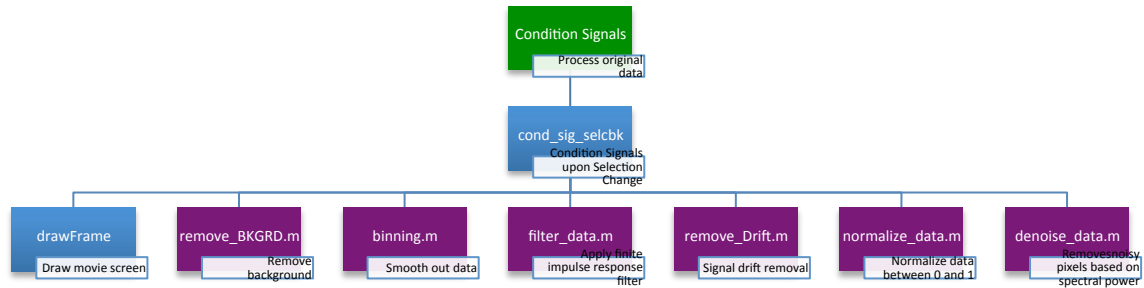 Condition Signals
Process original
data
cond_sig_selcbk
Condition Signals
upon Selection
Change
drawFrame
Draw movie screen
remove_BKGRD.m
Remove
background
binning.m
Smooth out data
filter_data.m
Apply finite
impulse response
filter
remove_Drift.m
Signal drift removal
normalize_data.m
Normalize data
between 0 and 1
denoise_data.m
Removesnoisy
pixels based on
spectral power